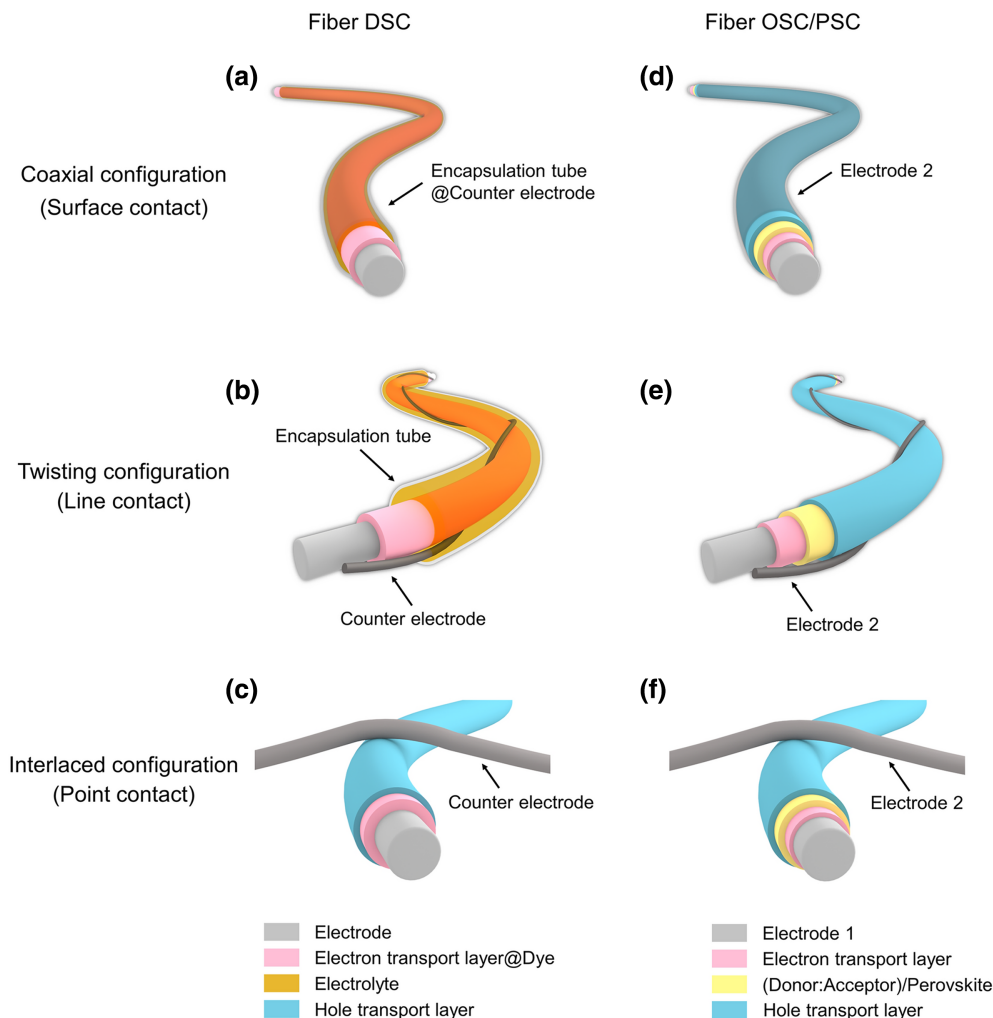 Fiber DSC
Fiber OSC/PSC
(a)
(d)
Coaxial configuration
(Surface contact)
Encapsulation tube
@Counter electrode
Electrode 2
(b)
(e)
Twisting configuration
(Line contact)
Encapsulation tube
Counter electrode
Electrode 2
(c)
(f)
Interlaced configuration
(Point contact)
Counter electrode
Electrode 2
Electrode
Electron transport layer@Dye
Electrolyte
Hole transport layer
Electrode 1
Electron transport layer
(Donor:Acceptor)/Perovskite
Hole transport layer